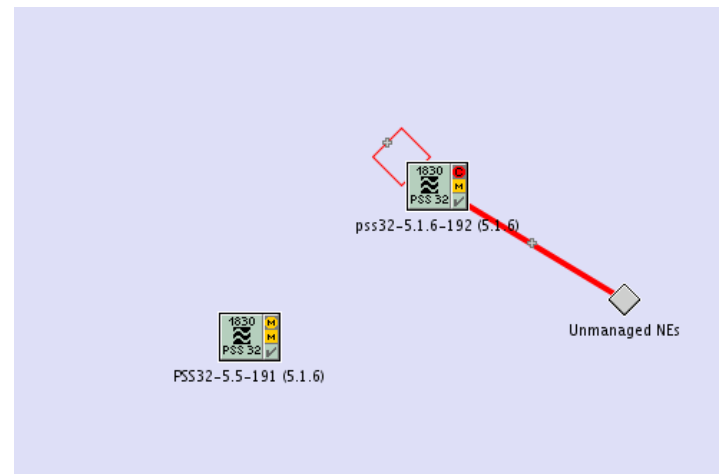 1830
C
M
PSS 32
pss32-5.1.6-192 (5.1.6)
Unmanaged NEs
1830
M
M
PSS 32
PSS32-5.5-191 (5.1.6)